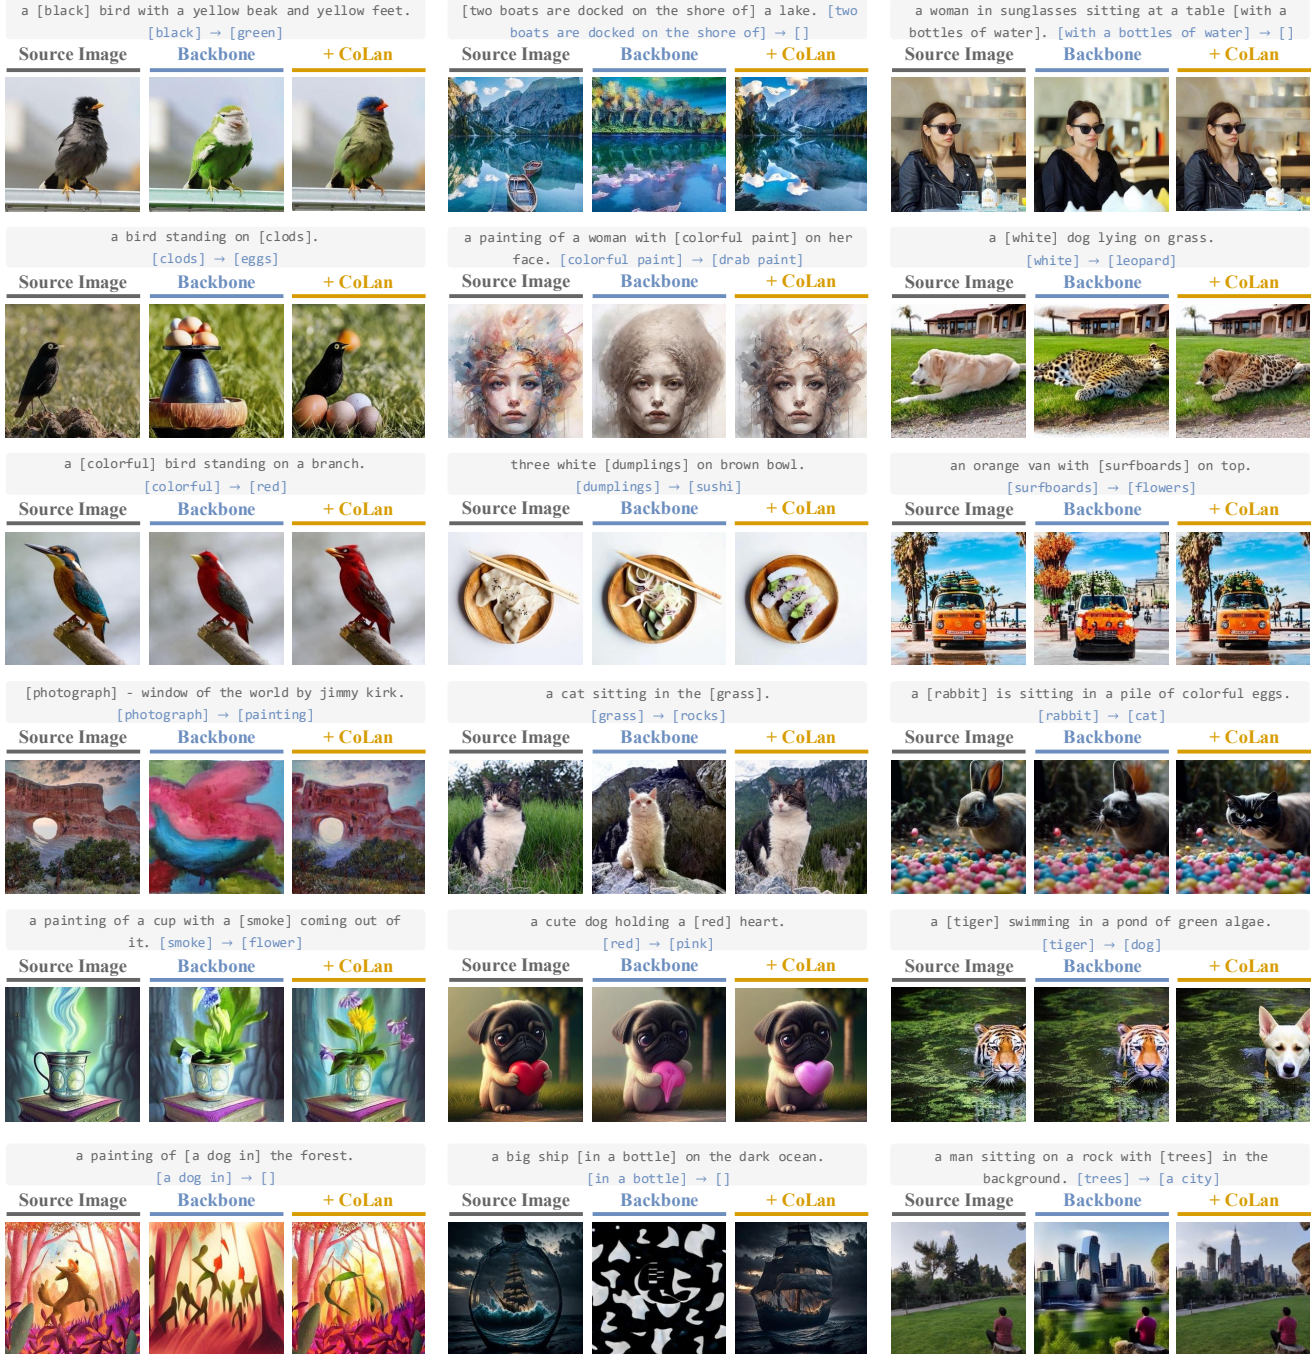 a [black] bird with a yellow beak and yellow feet.
[black] → [green]
Source Image Backbone + CoLan
[two boats are docked on the shore of] a lake. [two
boats are docked on the shore of] → []
Source Image Backbone + CoLan
a woman in sunglasses sitting at a table [with a
bottles of water]. [with a bottles of water] → []
Source Image Backbone + CoLan
a bird standing on [clods].
[clods] → [eggs]
Source Image Backbone + CoLan
a painting of a woman with [colorful paint] on her
face. [colorful paint] → [drab paint]
Source Image Backbone + CoLan
a [white] dog lying on grass.
[white] → [leopard]
Source Image Backbone + CoLan
a [colorful] bird standing on a branch.
[colorful] → [red]
Source Image Backbone + CoLan
three white [dumplings] on brown bowl.
[dumplings] → [sushi]
Source Image Backbone + CoLan
an orange van with [surfboards] on top.
[surfboards] → [flowers]
Source Image Backbone + CoLan
[photograph] - window of the world by jimmy kirk.
[photograph] → [painting]
Source Image Backbone + CoLan
a cat sitting in the [grass].
[grass] → [rocks]
Source Image Backbone + CoLan
a [rabbit] is sitting in a pile of colorful eggs.
[rabbit] → [cat]
Source Image Backbone + CoLan
a painting of a cup with a [smoke] coming out of
it. [smoke] → [flower]
Source Image Backbone + CoLan
a cute dog holding a [red] heart.
[red] → [pink]
Source Image Backbone + CoLan
a [tiger] swimming in a pond of green algae.
[tiger] → [dog]
Source Image Backbone + CoLan
a painting of [a dog in] the forest.
[a dog in] → []
Source Image Backbone + CoLan
a big ship [in a bottle] on the dark ocean.
[in a bottle] → []
Source Image Backbone + CoLan
a man sitting on a rock with [trees] in the
background. [trees] → [a city]
Source Image Backbone + CoLan